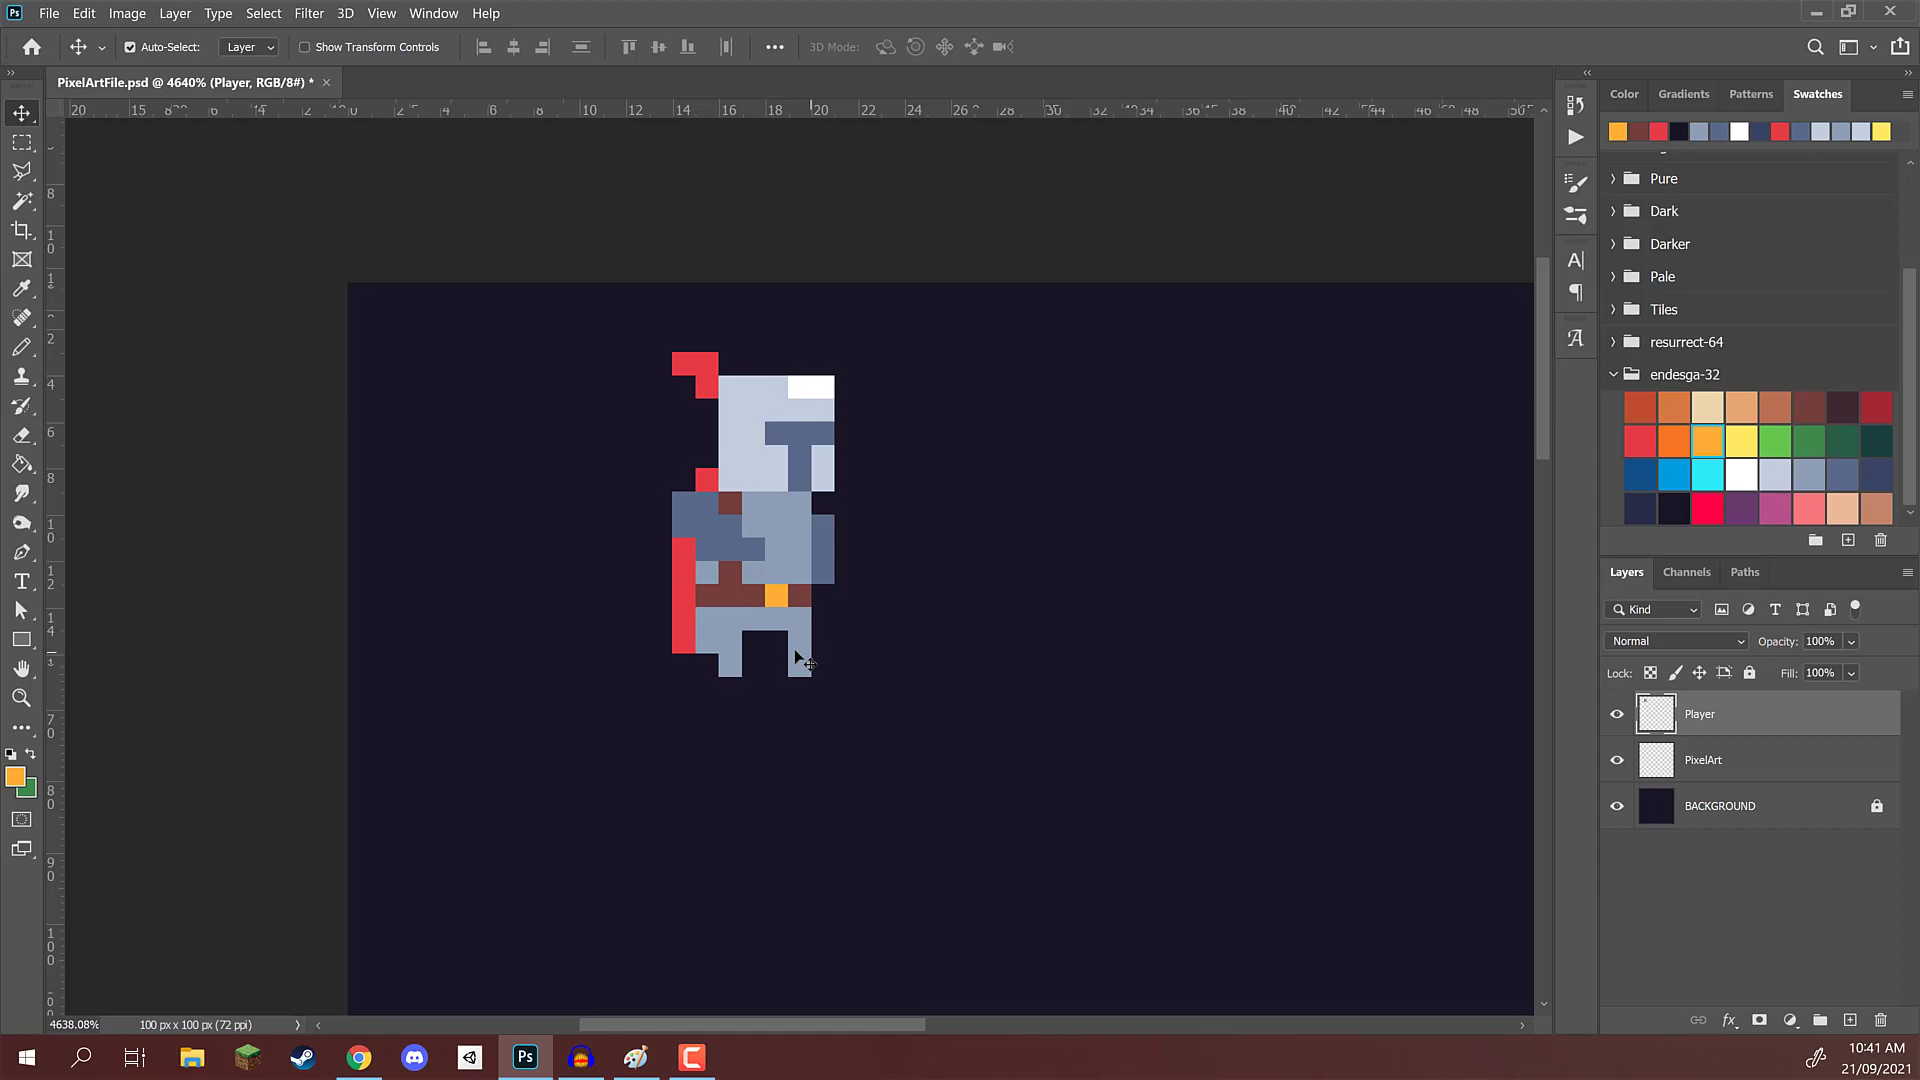 Ps File Edit Image Layer Type Select Filter 3D View Window Help
Auto-Select: Layer Show Transform Controls 3D Mode:
PixelArtFile.psd @ 4640% (Player, RGB/8#) *
Color Gradients Patterns Swatches
Pure
Dark
Darker
Pale
Tiles
resurrect-64
endesga-32
Layers Channels Paths
Kind
Normal Opacity: 100%
Lock: Fill: 100%
Player
PixelArt
BACKGROUND
4638.08% 100 px x 100 px (72 ppi)
10:41 AM
21/09/2021